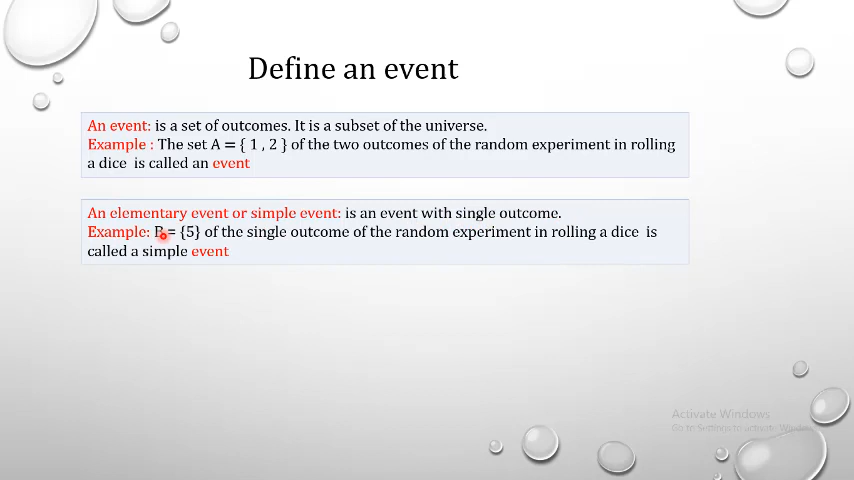 Define an event
An event: is a set of outcomes. It is a subset of the universe.
Example : The set A = { 1 , 2 } of the two outcomes of the random experiment in rolling
a dice is called an event
An elementary event or simple event: is an event with single outcome.
Example: B = {5} of the single outcome of the random experiment in rolling a dice is
called a simple event
Activate Windows
Go to Settings to activate Windows.